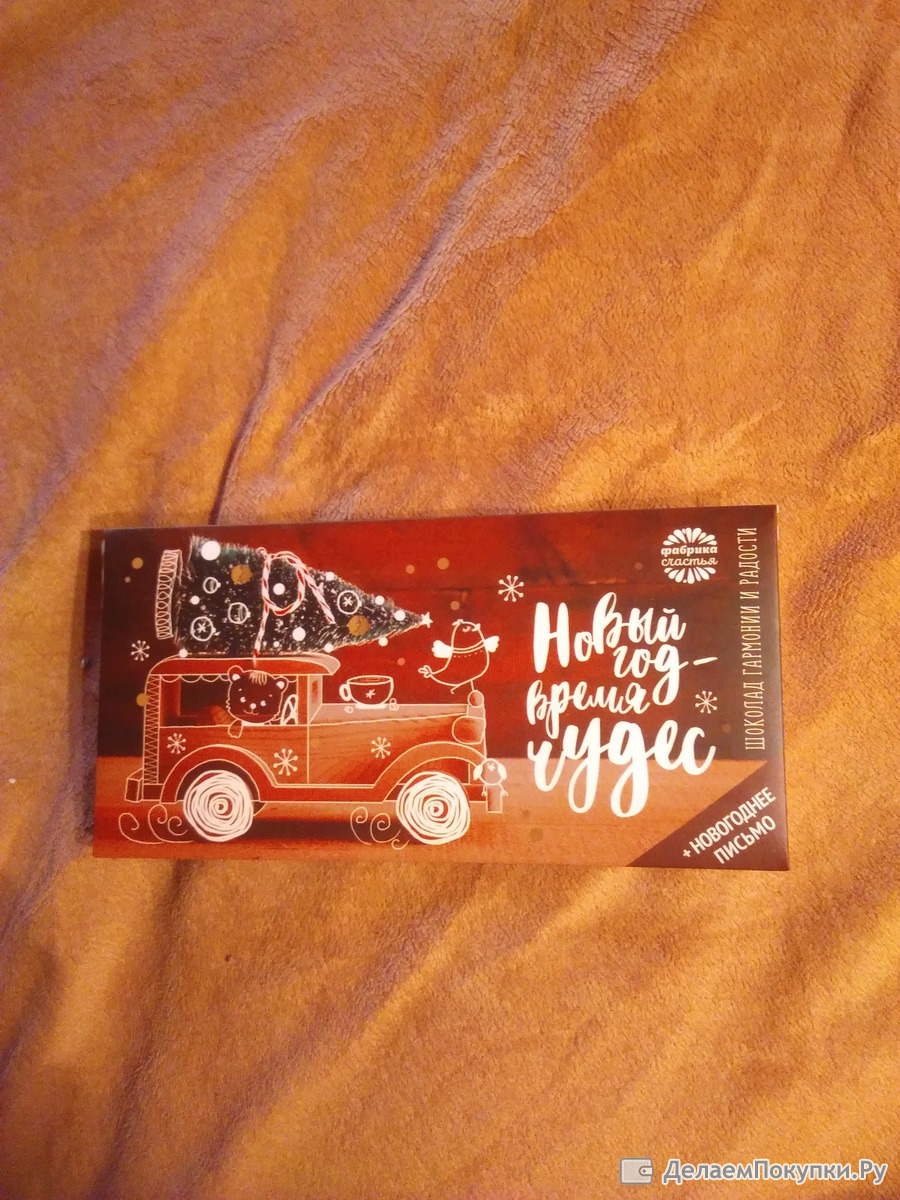 фабрика
счастья
Новый
год-
время
чудес
ШОКОЛАД ГАРМОНИИ И РАДОСТИ
+ НОВОГОДНЕЕ
ПИСЬМО
ДелаемПокупки.Ру